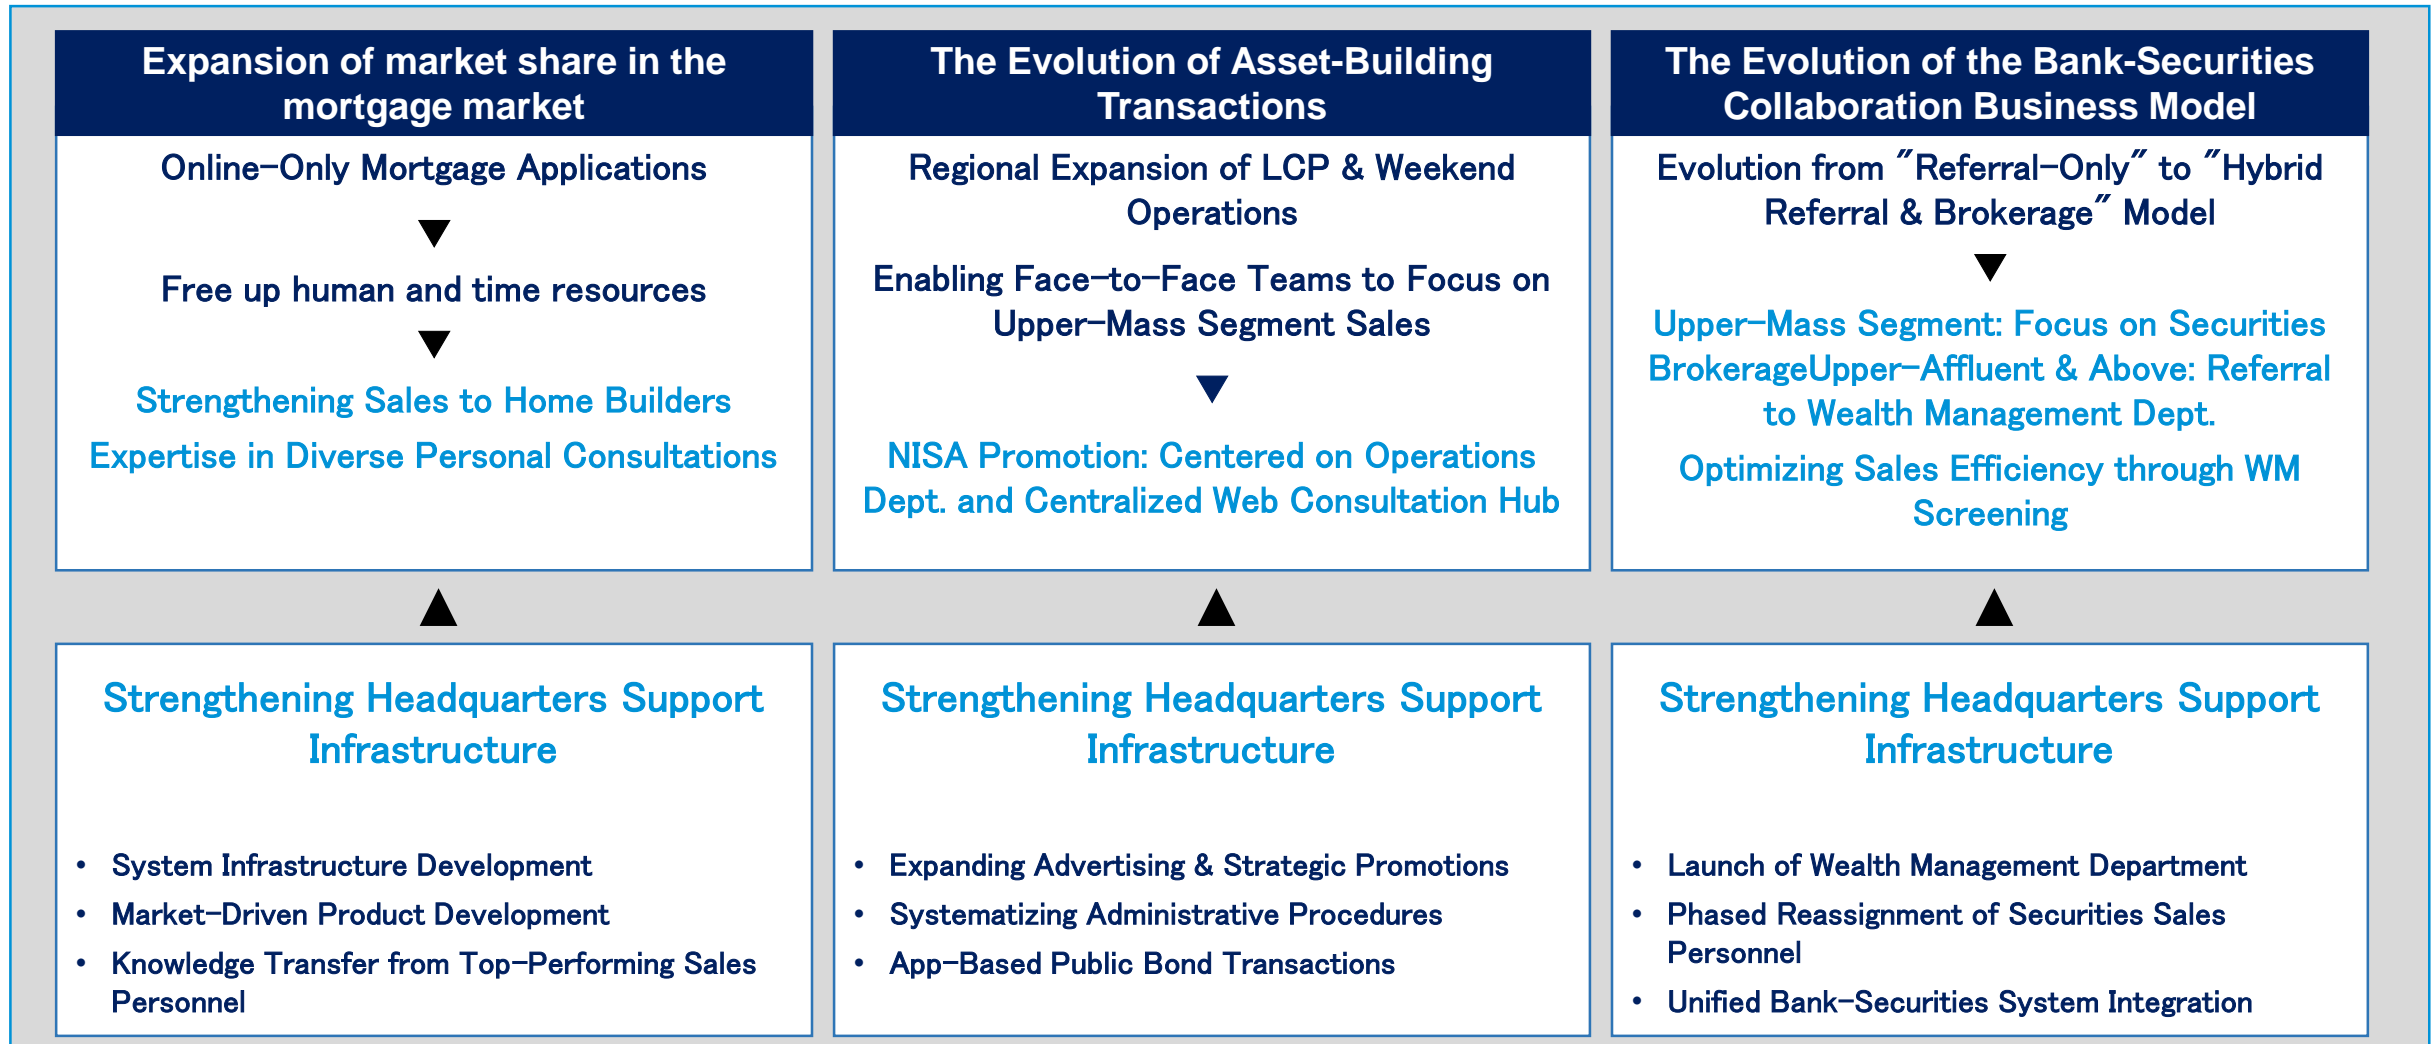 Expansion of market share in the
mortgage market
Online-Only Mortgage Applications
▼
Free up human and time resources
▼
Strengthening Sales to Home Builders
Expertise in Diverse Personal Consultations
The Evolution of Asset-Building
Transactions
Regional Expansion of LCP & Weekend
Operations
Enabling Face-to-Face Teams to Focus on
Upper-Mass Segment Sales
▼
NISA Promotion: Centered on Operations
Dept. and Centralized Web Consultation Hub
The Evolution of the Bank-Securities
Collaboration Business Model
Evolution from "Referral-Only" to "Hybrid
Referral & Brokerage" Model
▼
Upper-Mass Segment: Focus on Securities
BrokerageUpper-Affluent & Above: Referral
to Wealth Management Dept.
Optimizing Sales Efficiency through WM
Screening
▲
▲
▲
Strengthening Headquarters Support
Infrastructure
• System Infrastructure Development
• Market-Driven Product Development
• Knowledge Transfer from Top-Performing Sales
Personnel
Strengthening Headquarters Support
Infrastructure
• Expanding Advertising & Strategic Promotions
• Systematizing Administrative Procedures
• App-Based Public Bond Transactions
Strengthening Headquarters Support
Infrastructure
• Launch of Wealth Management Department
• Phased Reassignment of Securities Sales
Personnel
• Unified Bank-Securities System Integration